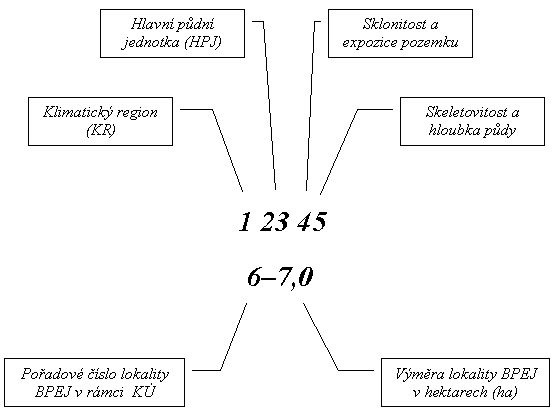 Hlavní půdní
jednotka (HPJ)
Sklonitost a
expozice pozemku
Klimatický region
(KR)
Skeletovitost a
hloubka půdy
1 23 45
6–7,0
Pořadové číslo lokality
BPEJ v rámci KÚ
Výměra lokality BPEJ
v hektarech (ha)